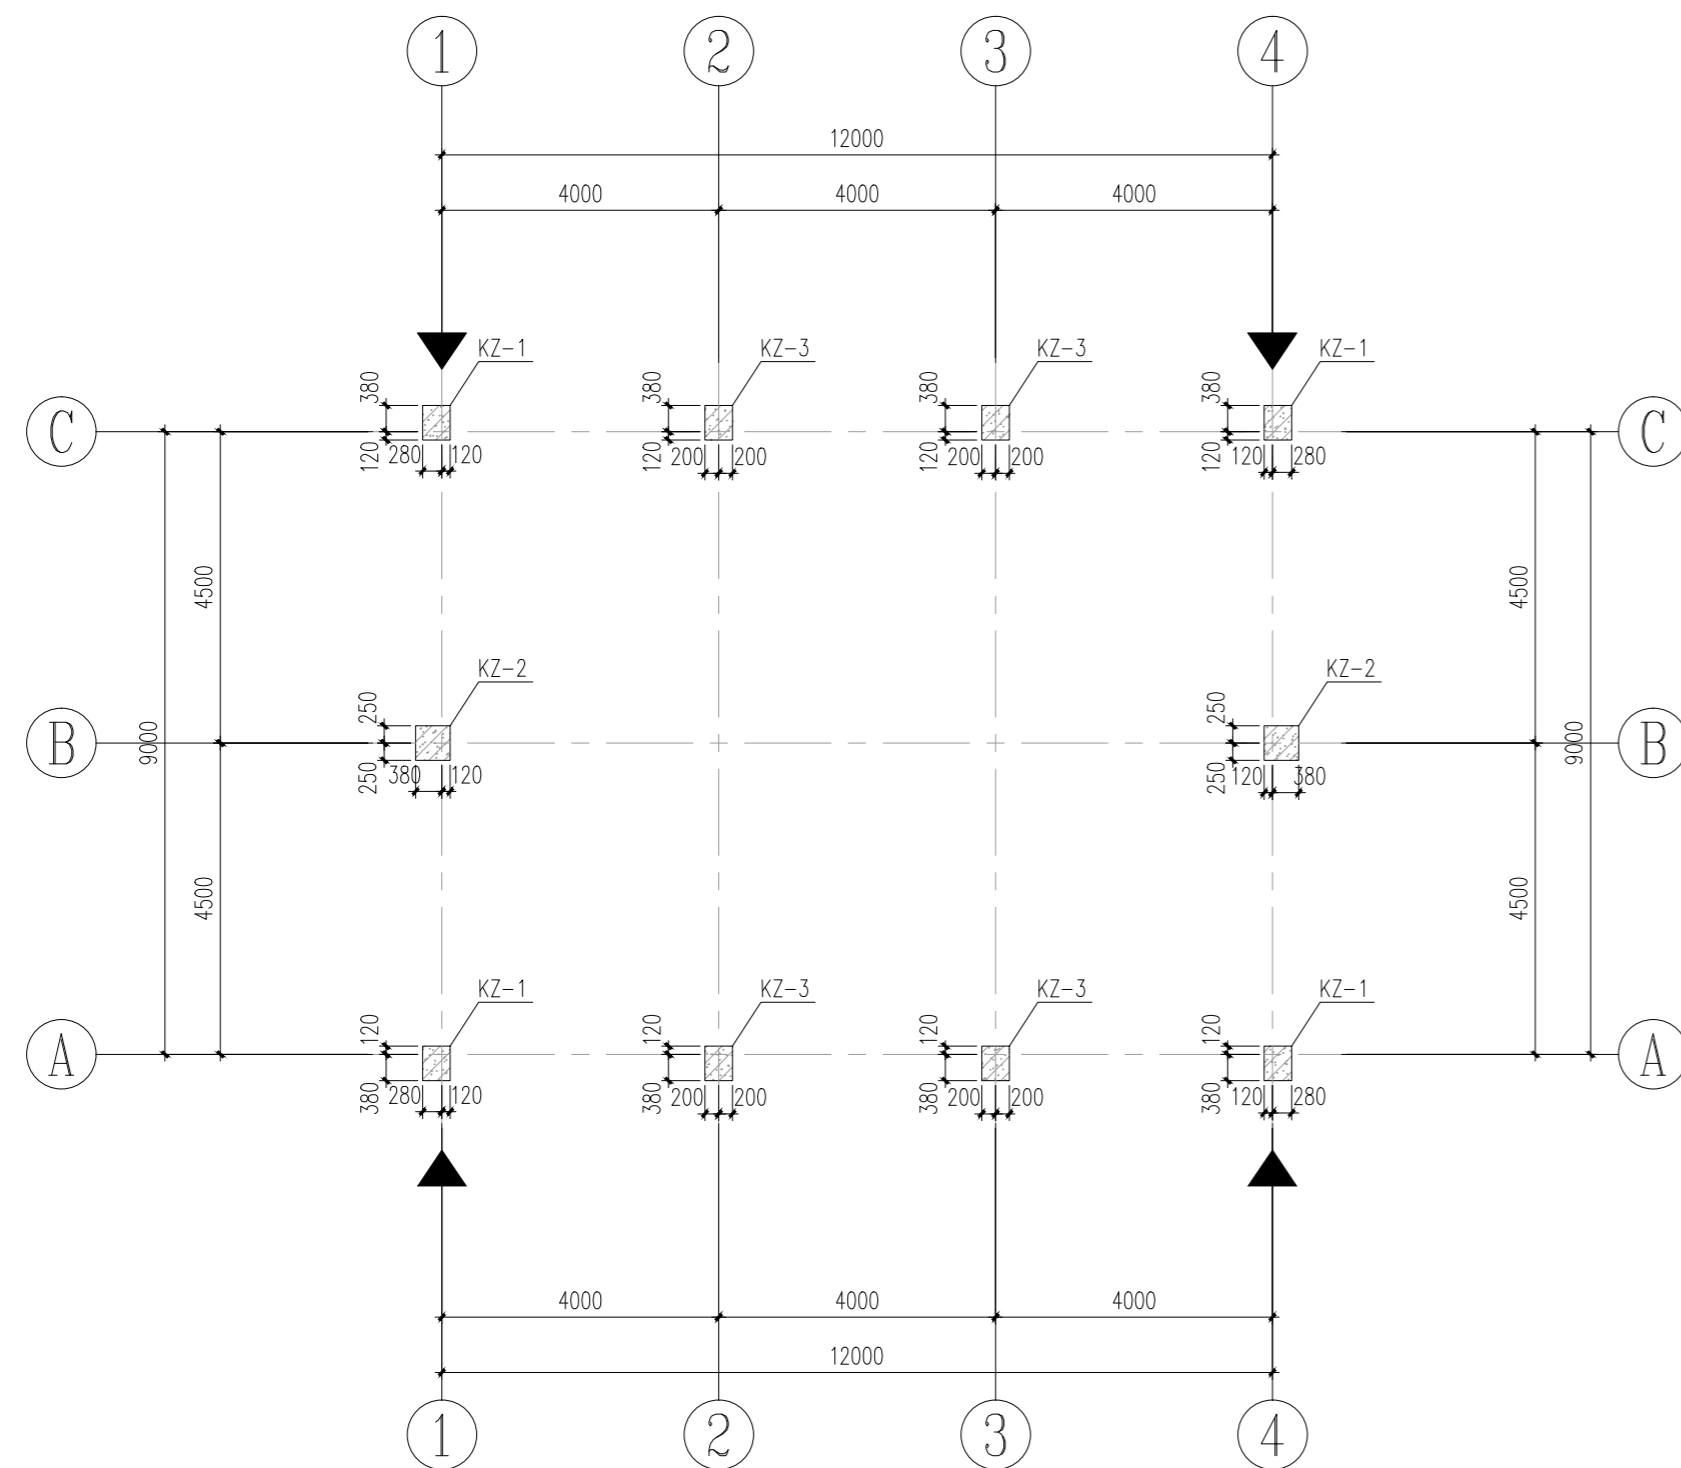 1 2 3 4
12000
4000 4000 4000
KZ-1 KZ-3 KZ-3 KZ-1
380 380 380 380
C C
120 280 120 120 200 200 120 200 200 120 120 280
4500 4500
KZ-2 KZ-2
250 250
B 9000 9000 B
250 380 120 250 120 380
4500 4500
KZ-1 KZ-3 KZ-3 KZ-1
120 120 120 120
A A
380 280 120 380 200 200 380 200 200 380 120 280
4000 4000 4000
12000
1 2 3 4